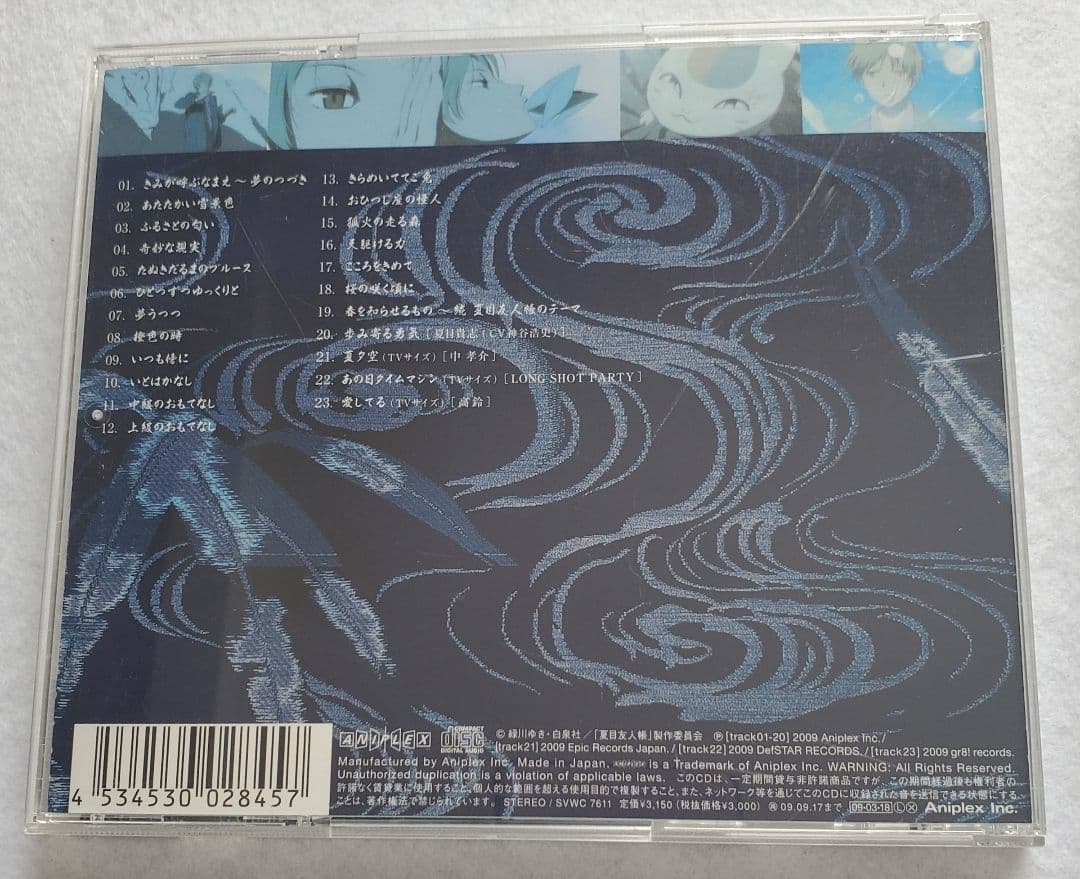 01. きみが呼ぶなまえ〜夢のつづき
02. あたたかい雪景色
03. ふるさとの匂い
04. 奇妙な現実
05. たぬきだるまのブルース
06. ひとつずつゆっくりと
07. 夢うつつ
08. 橙色の時
09. いつも傍に
10. いとはかなし
11. 中級のおもてなし
12. 上級のおもてなし
13. きらめいててこ兎
14. おひつじ座の怪人
15. 狐火の走る森
16. 天駆ける力
17. こころをきめて
18. 桜の咲く頃に
19. 春を知らせるもの 〜続 夏目友人帳のテーマ
20. 歩み寄る勇気 [夏目貴志 (CV神谷浩史)]
21. 夏夕空 (TVサイズ) [中 孝介]
22. あの日タイムマシン (TVサイズ) [LONG SHOT PARTY]
23. 愛してる (TVサイズ) [高鈴]
4 534530 028457
ANIPLEX COMPACT disc DIGITAL AUDIO
© 緑川ゆき・白泉社/「夏目友人帳」製作委員会 ℗ [track01-20] 2009 Aniplex Inc. /
[track21] 2009 Epic Records Japan. / [track22] 2009 DefSTAR RECORDS. / [track23] 2009 gr8! records.
Manufactured by Aniplex Inc. Made in Japan. ANIPLEX is a Trademark of Aniplex Inc. WARNING: All Rights Reserved.
Unauthorized duplication is a violation of applicable laws. このCDは、一定期間貸与非許諾商品ですが、この期間経過後も権利者の
許諾なく賃貸業に使用すること、個人的な範囲を超える使用目的で複製すること、また、ネットワーク等を通じてこのCDに収録された音を送信できる状態にする
ことは、著作権法で禁じられています。 STEREO / SVWC 7611 定価¥3,150 (税抜価格¥3,000) Ⓡ 09.09.17まで 09-03-18 Ⓛ Ⓧ Aniplex Inc.